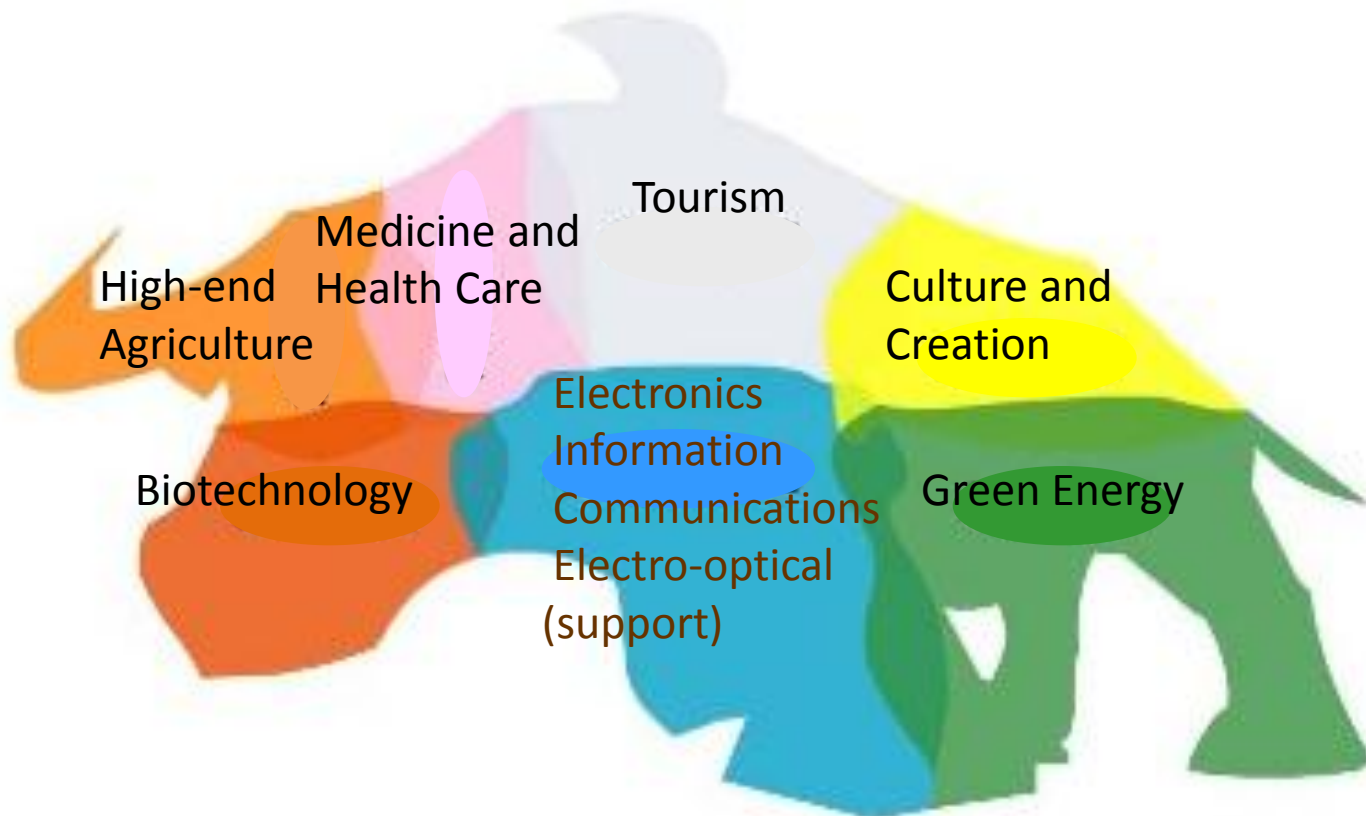 Tourism
Medicine and
Health Care
High-end
Agriculture
Culture and
Creation
Electronics
Information
Communications
Electro-optical
(support)
Biotechnology
Green Energy